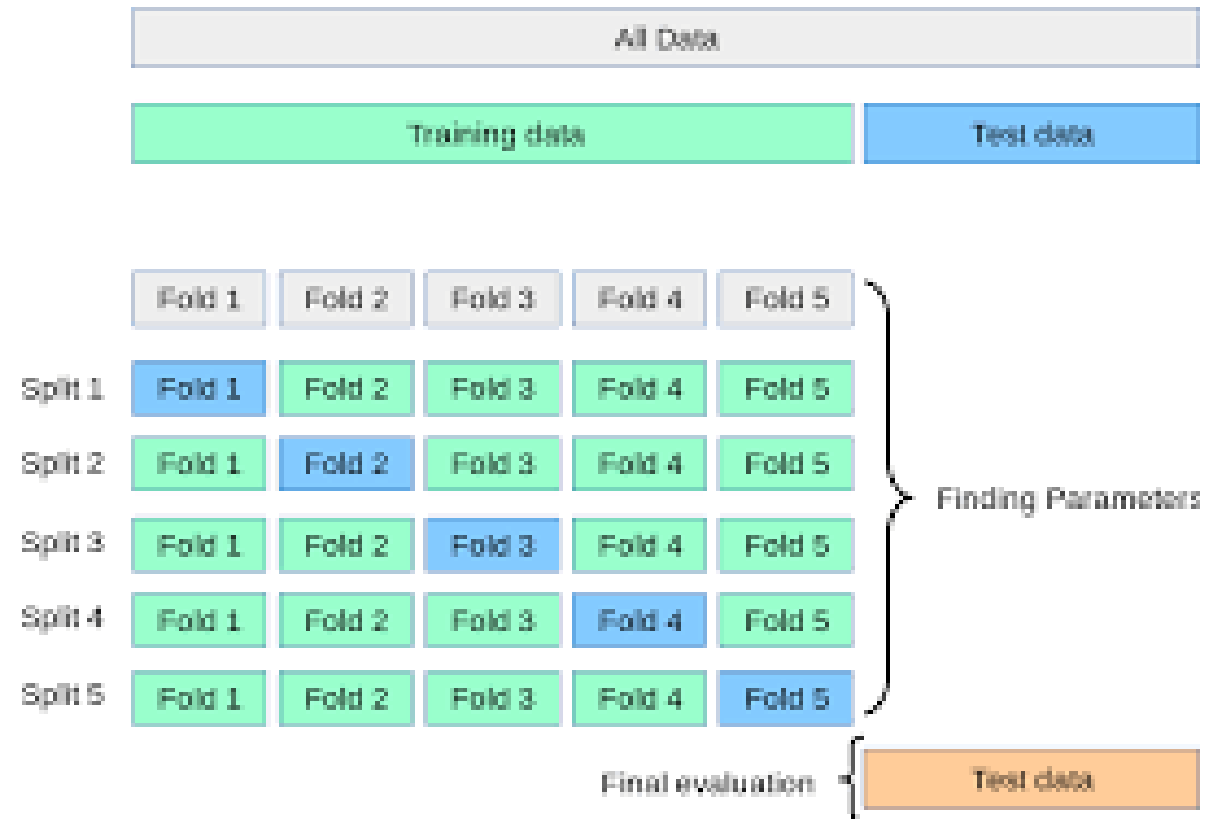 All Data
Training data Test data
Fold 1 Fold 2 Fold 3 Fold 4 Fold 5
Split 1 Fold 1 Fold 2 Fold 3 Fold 4 Fold 5
Split 2 Fold 1 Fold 2 Fold 3 Fold 4 Fold 5
Finding Parameters
Split 3 Fold 1 Fold 2 Fold 3 Fold 4 Fold 5
Split 4 Fold 1 Fold 2 Fold 3 Fold 4 Fold 5
Split 5 Fold 1 Fold 2 Fold 3 Fold 4 Fold 5
Final evaluation Test data